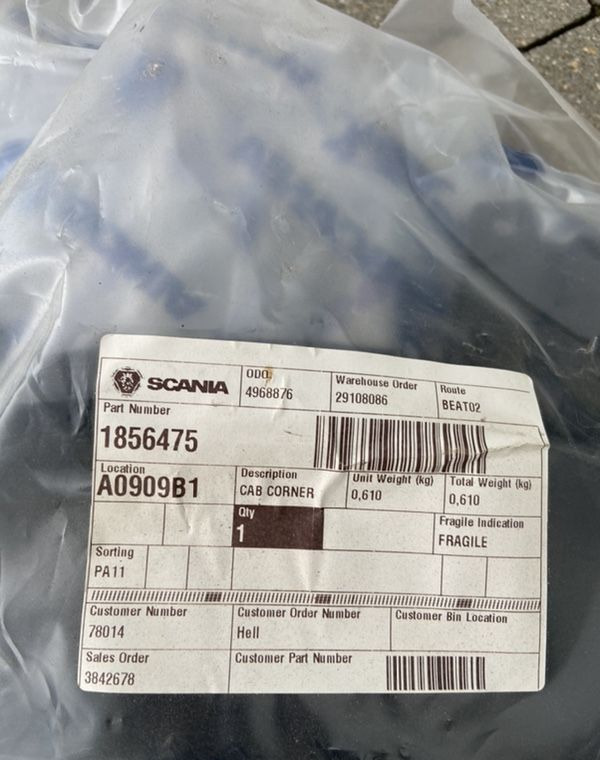 SCANIA
ODO.
4968876
Warehouse Order
29108086
Route
BEAT02
Part Number
1856475
Location
A0909B1
Description
CAB CORNER
Unit Weight (kg)
0,610
Total Weight (kg)
0,610
Qty
1
Fragile Indication
FRAGILE
Sorting
PA11
Customer Number
78014
Customer Order Number
Hell
Customer Bin Location
Sales Order
3842678
Customer Part Number